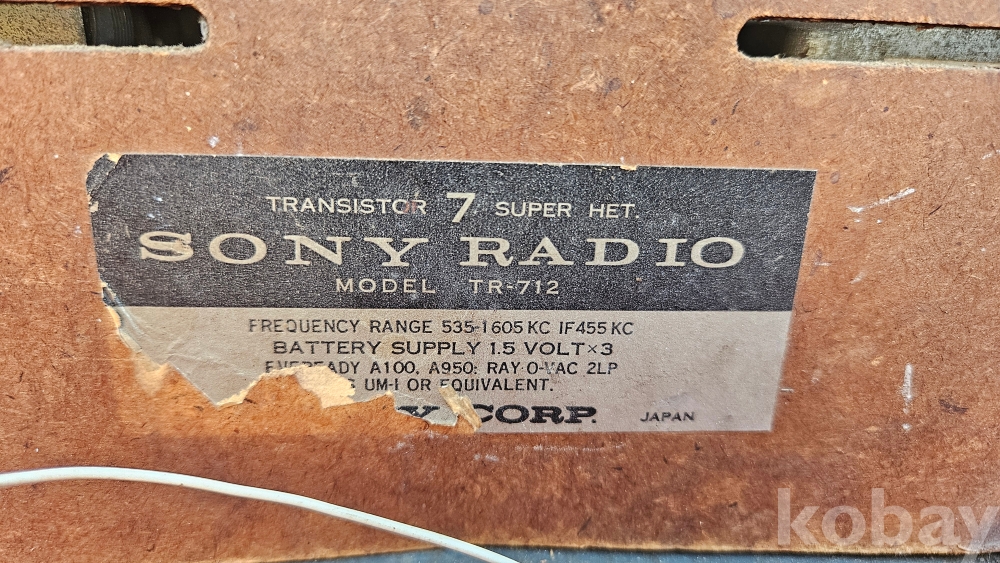 TRANSISTOR 7 SUPER HET.
SONY RADIO
MODEL TR-712
FREQUENCY RANGE 535-1605 KC IF455 KC
BATTERY SUPPLY 1.5 VOLT×3
EVEREADY A100, A950: RAY-O-VAC 2LP
UM-1 OR EQUIVALENT.
CORP. JAPAN
kobay